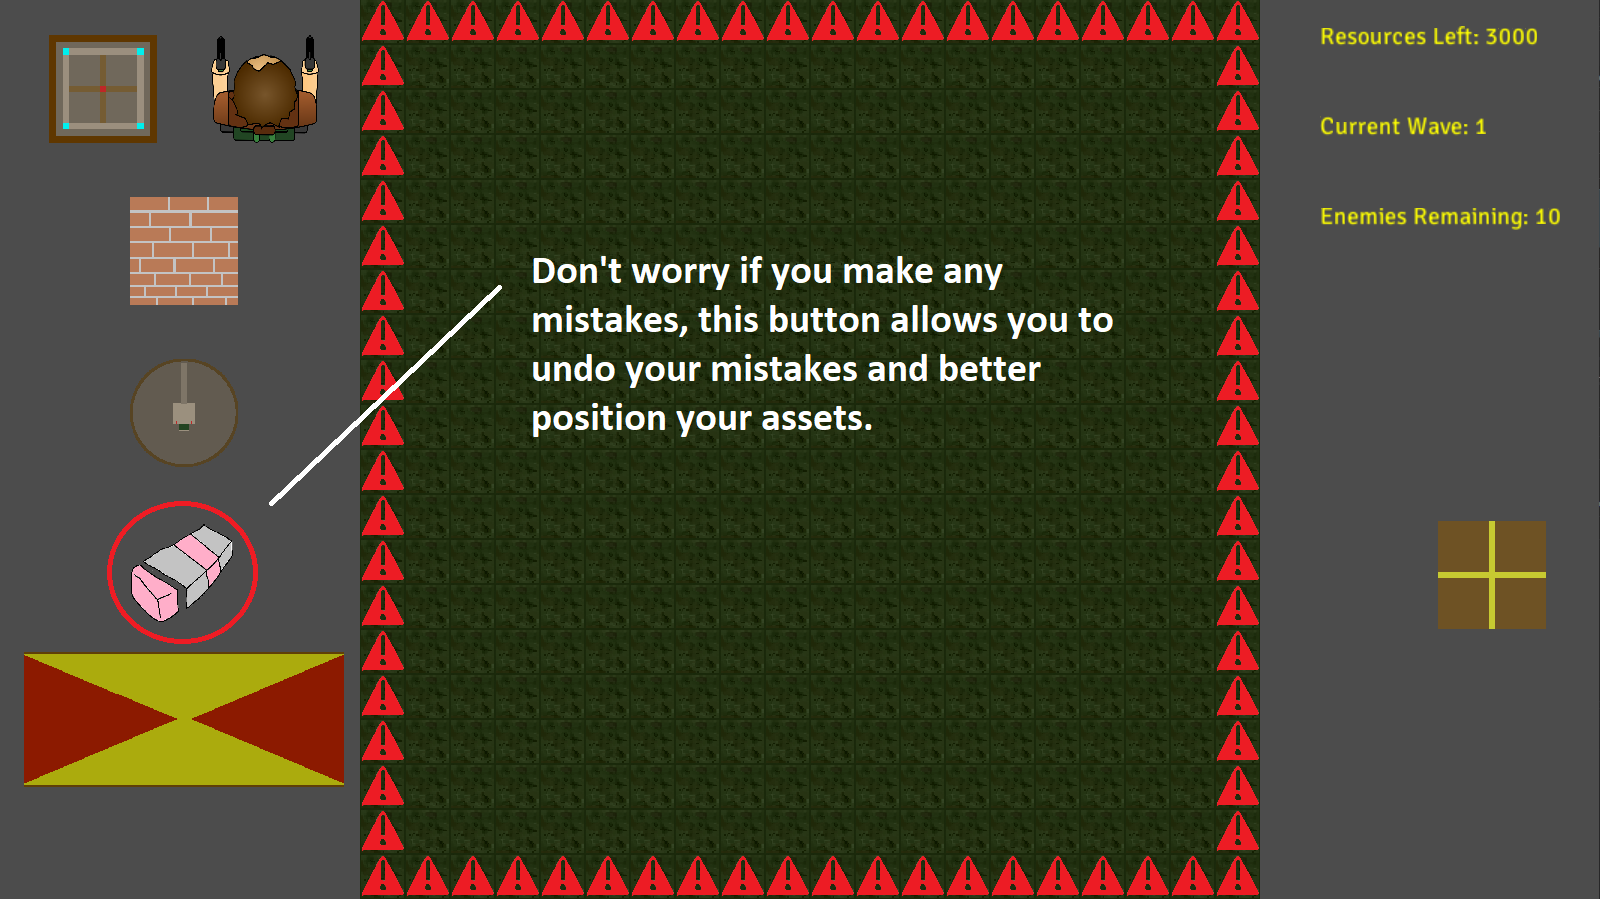 Resources Left: 3000
Current Wave: 1
Enemies Remaining: 10
Don't worry if you make any
mistakes, this button allows you to
undo your mistakes and better
position your assets.